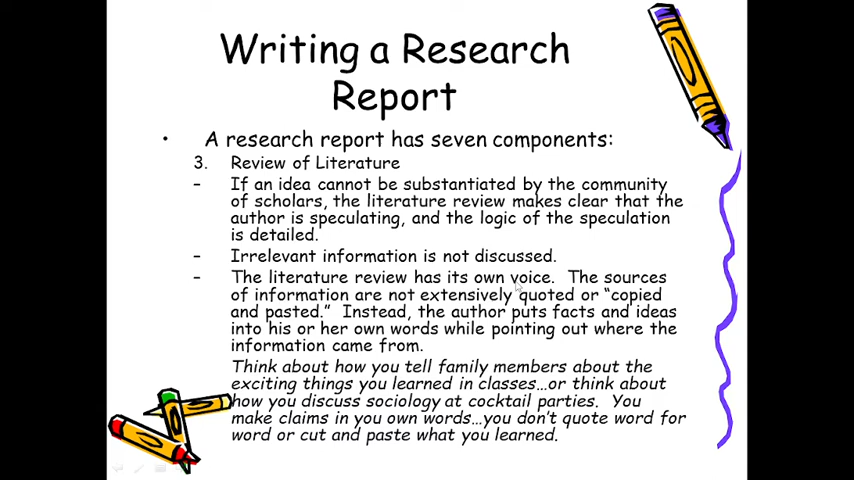 Writing a Research
Report
• A research report has seven components:
3. Review of Literature
– If an idea cannot be substantiated by the community
of scholars, the literature review makes clear that the
author is speculating, and the logic of the speculation
is detailed.
– Irrelevant information is not discussed.
– The literature review has its own voice. The sources
of information are not extensively quoted or “copied
and pasted.” Instead, the author puts facts and ideas
into his or her own words while pointing out where the
information came from.
Think about how you tell family members about the
exciting things you learned in classes…or think about
how you discuss sociology at cocktail parties. You
make claims in you own words…you don’t quote word for
word or cut and paste what you learned.